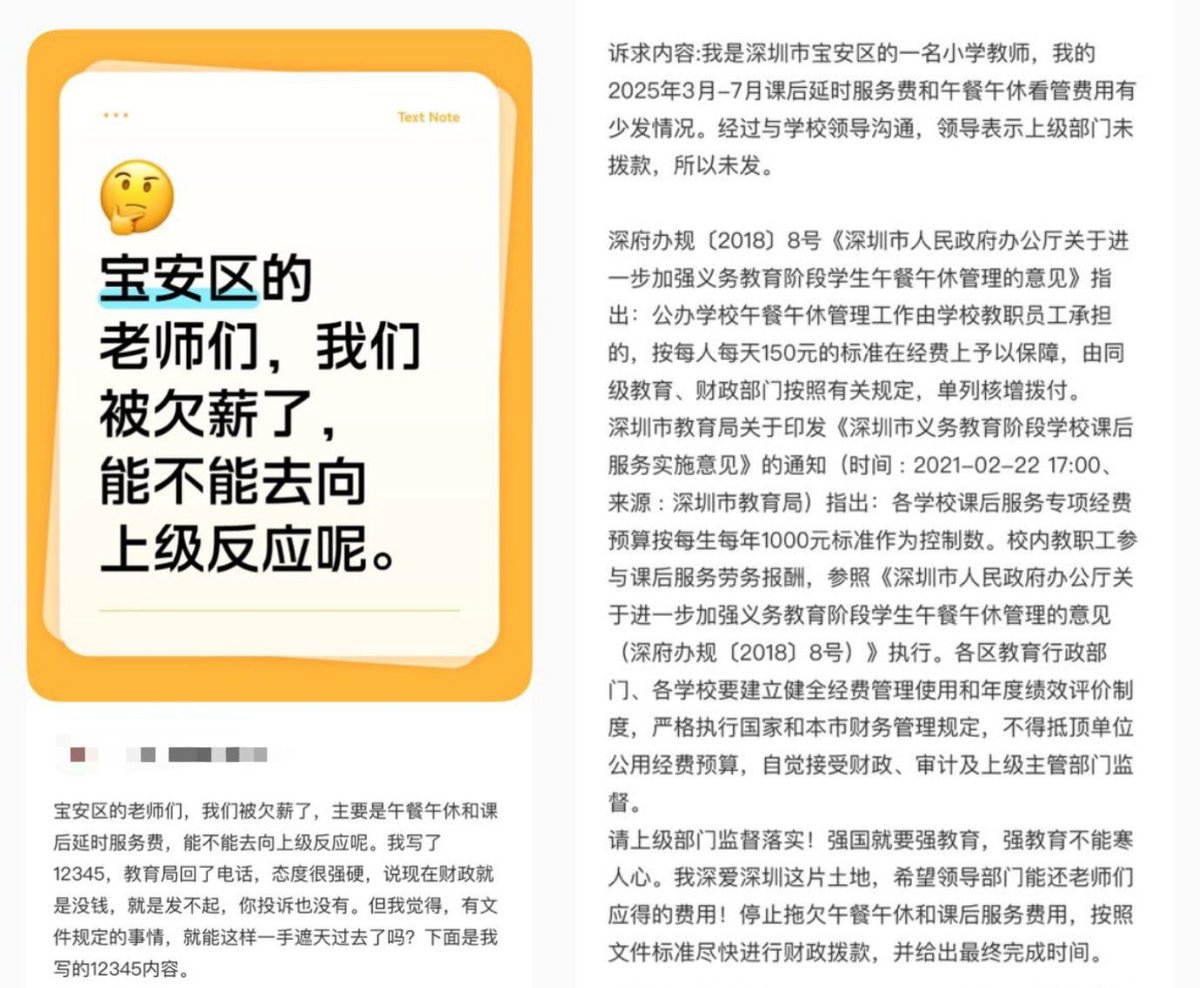 Text Note
宝安区的
老师们，我们
被欠薪了，
能不能去向
上级反应呢。
宝安区的老师们，我们被欠薪了，主要是午餐午休和课
后延时服务费，能不能去向上级反应呢。我写了
12345，教育局回了电话，态度很强硬，说现在财政就
是没钱，就是发不起，你投诉也没有。但我觉得，有文
件规定的事情，就能这样一手遮天过去了吗？下面是我
写的12345内容。
诉求内容:我是深圳市宝安区的一名小学教师，我的
2025年3月-7月课后延时服务费和午餐午休看管费用有
少发情况。经过与学校领导沟通，领导表示上级部门未
拨款，所以未发。
深府办规〔2018〕8号《深圳市人民政府办公厅关于进
一步加强义务教育阶段学生午餐午休管理的意见》指
出：公办学校午餐午休管理工作由学校教职员工承担
的，按每人每天150元的标准在经费上予以保障，由同
级教育、财政部门按照有关规定，单列核增拨付。
深圳市教育局关于印发《深圳市义务教育阶段学校课后
服务实施意见》的通知（时间：2021-02-22 17:00、
来源：深圳市教育局）指出：各学校课后服务专项经费
预算按每生每年1000元标准作为控制数。校内教职工参
与课后服务劳务报酬，参照《深圳市人民政府办公厅关
于进一步加强义务教育阶段学生午餐午休管理的意见
（深府办规〔2018〕8号）》执行。各区教育行政部
门、各学校要建立健全经费管理使用和年度绩效评价制
度，严格执行国家和本市财务管理规定，不得抵顶单位
公用经费预算，自觉接受财政、审计及上级主管部门监
督。
请上级部门监督落实！强国就要强教育，强教育不能寒
人心。我深爱深圳这片土地，希望领导部门能还老师们
应得的费用！停止拖欠午餐午休和课后服务费用，按照
文件标准尽快进行财政拨款，并给出最终完成时间。